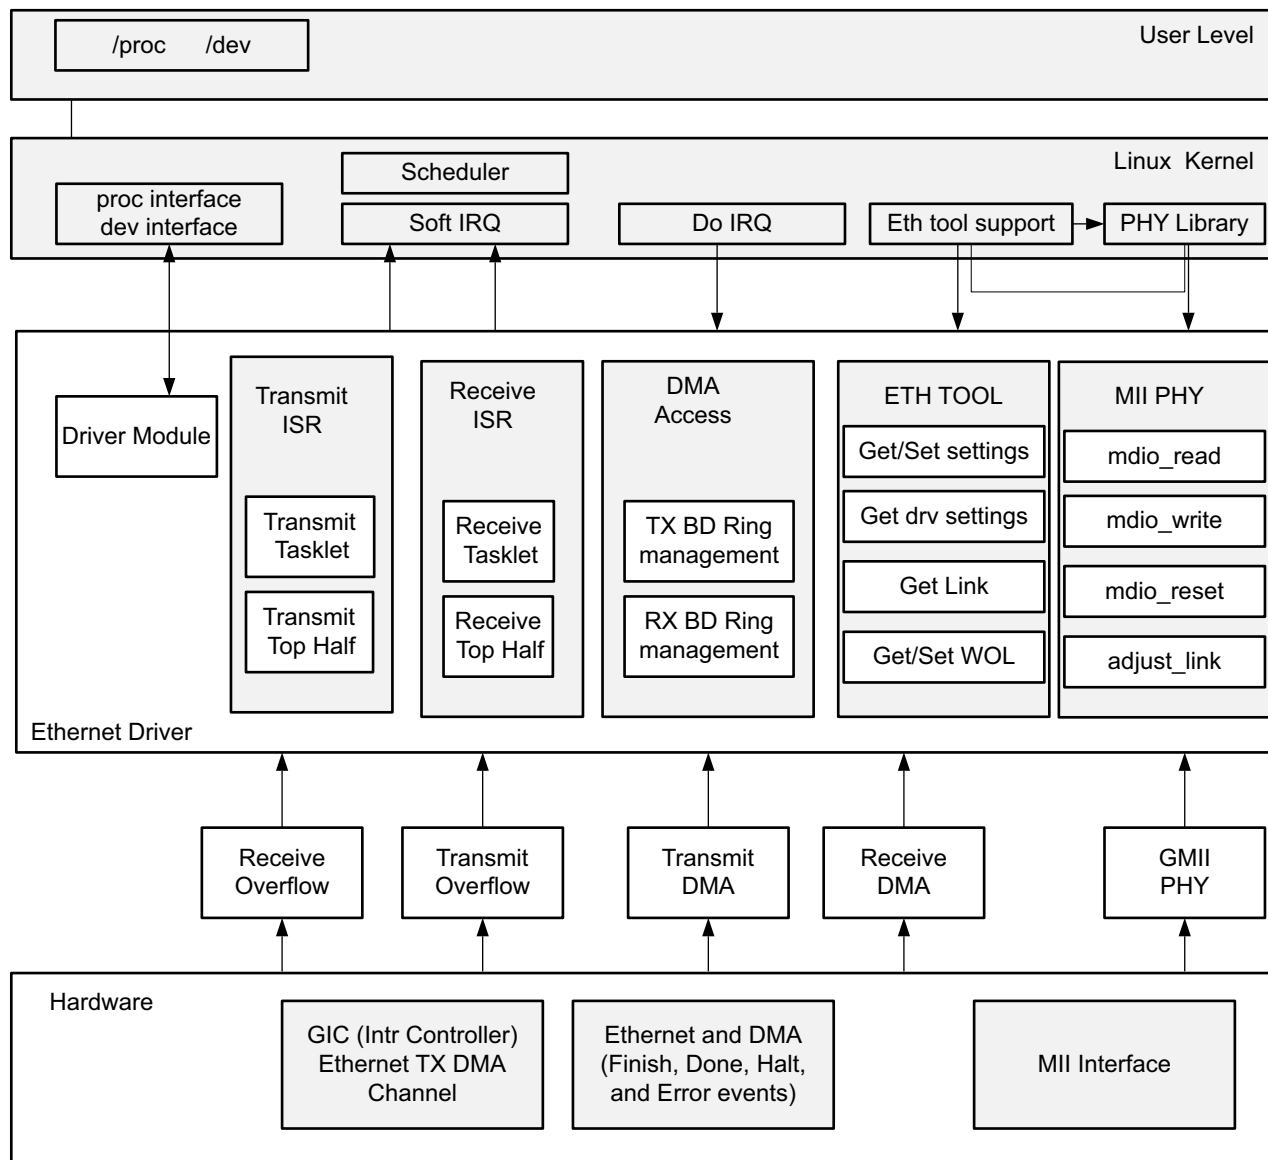 /proc /dev
User Level
Linux Kernel
Scheduler
proc interface
dev interface
Soft IRQ
Do IRQ
Eth tool support
PHY Library
Driver Module
Transmit
ISR
Transmit
Tasklet
Transmit
Top Half
Receive
ISR
Receive
Tasklet
Receive
Top Half
DMA
Access
TX BD Ring
management
RX BD Ring
management
ETH TOOL
Get/Set settings
Get drv settings
Get Link
Get/Set WOL
MII PHY
mdio_read
mdio_write
mdio_reset
adjust_link
Ethernet Driver
Receive
Overflow
Transmit
Overflow
Transmit
DMA
Receive
DMA
GMII
PHY
Hardware
GIC (Intr Controller)
Ethernet TX DMA
Channel
Ethernet and DMA
(Finish, Done, Halt,
and Error events)
MII Interface